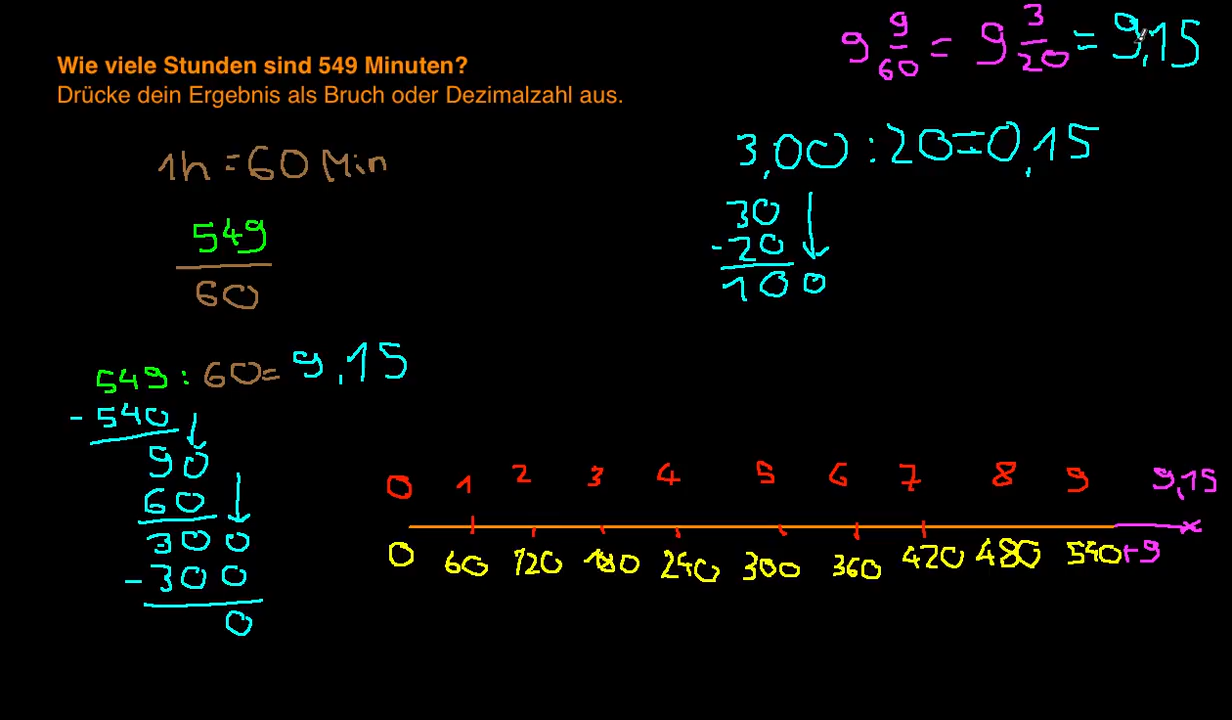 9 9/60 = 9 3/20 = 9,15
Wie viele Stunden sind 549 Minuten?
Drücke dein Ergebnis als Bruch oder Dezimalzahl aus.
1h = 60 Min
549
60
549 : 60 = 9,15
- 540
90
60
300
- 300
0
3,00 : 20 = 0,15
30
- 20
100
0 1 2 3 4 5 6 7 8 9 9,15
0 60 120 180 240 300 360 420 480 540 +9